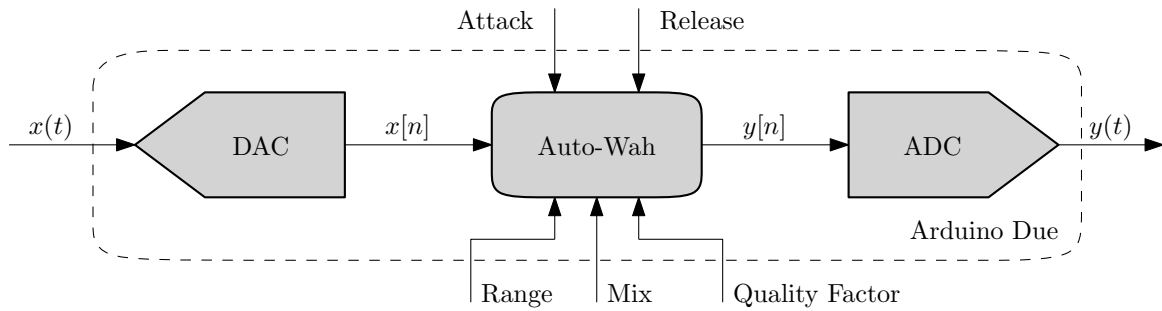 Attack
Release
x(t)
DAC
x[n]
Auto-Wah
y[n]
ADC
y(t)
Arduino Due
Range
Mix
Quality Factor